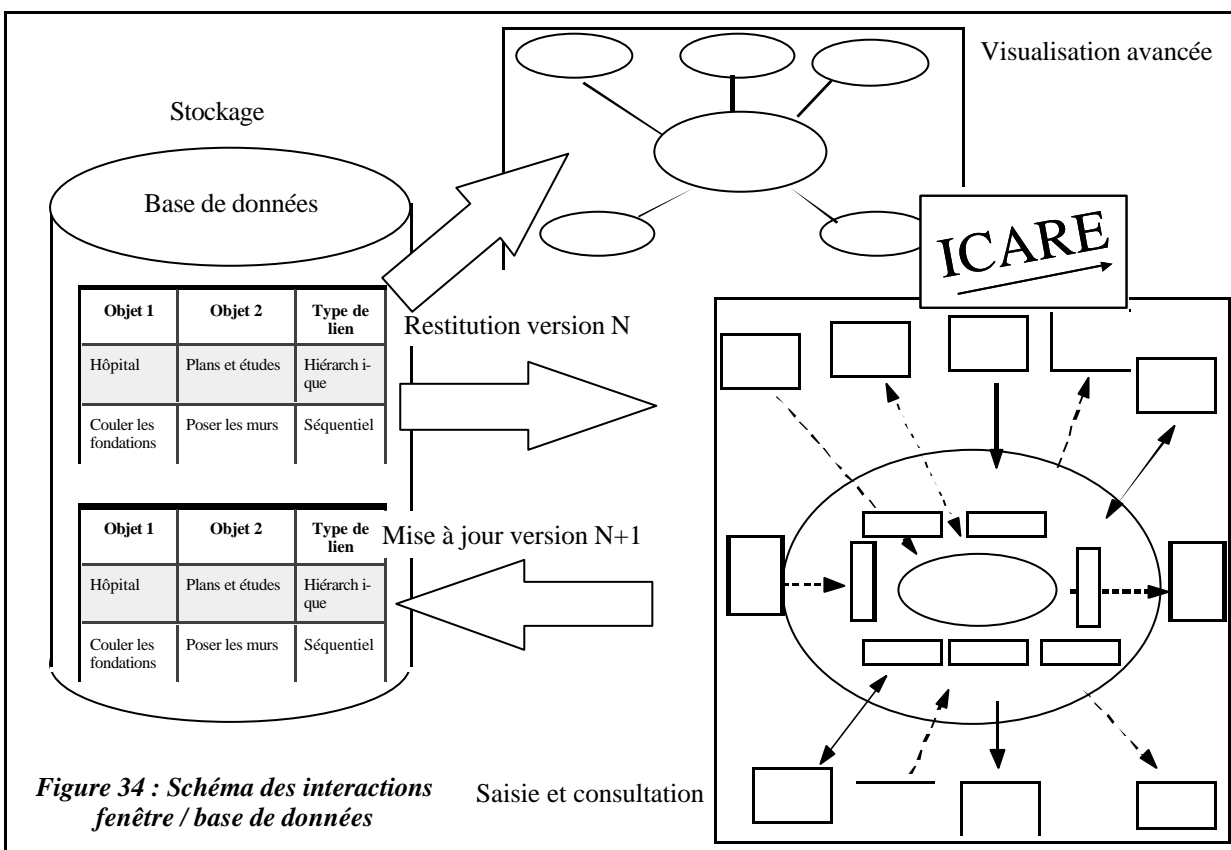 Visualisation avancée
Stockage
Base de données
ICARE
Objet 1 Objet 2 Type de
lien
Hôpital Plans et études Hiérarch i-
que
Couler les Poser les murs Séquentiel
fondations
Restitution version N
Objet 1 Objet 2 Type de
lien
Hôpital Plans et études Hiérarch i-
que
Couler les Poser les murs Séquentiel
fondations
Mise à jour version N+1
Figure 34 : Schéma des interactions
fenêtre / base de données
Saisie et consultation